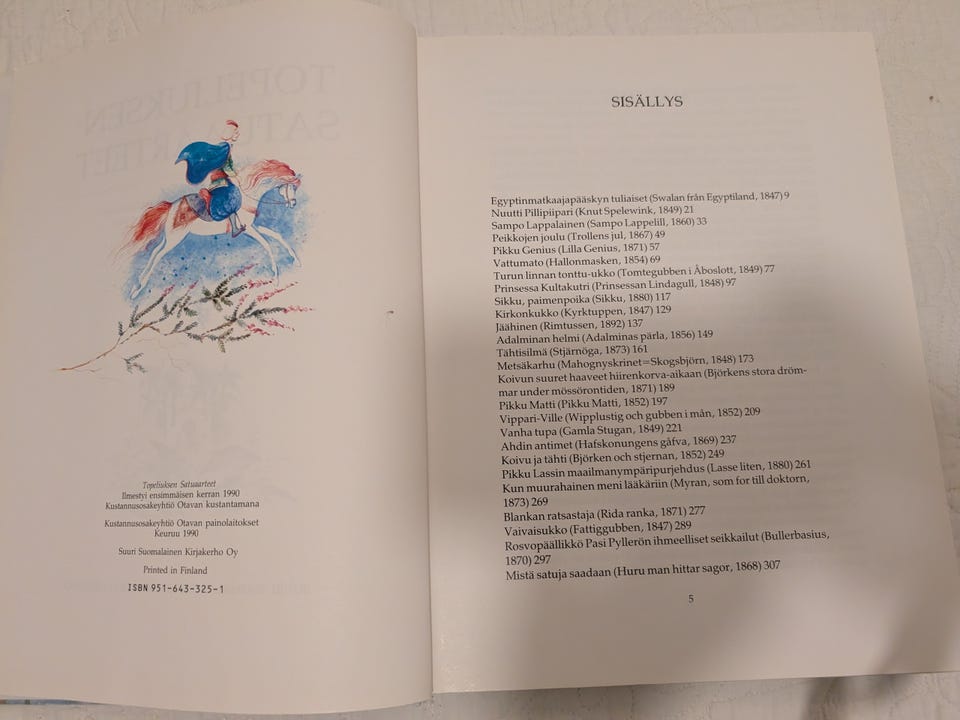 Topeliuksen Satuaarteet
Ilmestyi ensimmäisen kerran 1990
Kustannusosakeyhtiö Otavan kustantamana
Kustannusosakeyhtiö Otavan painolaitokset
Keuruu 1990
Suuri Suomalainen Kirjakerho Oy
Printed in Finland
ISBN 951-643-325-1
SISÄLLYS
Egyptinmatkaajapääskyn tuliaiset (Swalan från Egyptiland, 1847) 9
Nuutti Pillipiipari (Knut Spelewink, 1849) 21
Sampo Lappalainen (Sampo Lappelill, 1860) 33
Peikkojen joulu (Trollens jul, 1867) 49
Pikku Genius (Lilla Genius, 1871) 57
Vattumato (Hallonmasken, 1854) 69
Turun linnan tonttu-ukko (Tomtegubben i Åboslott, 1849) 77
Prinsessa Kultakutri (Prinsessan Lindagull, 1848) 97
Sikku, paimenpoika (Sikku, 1880) 117
Kirkonkukko (Kyrktuppen, 1847) 129
Jäähinen (Rimtussen, 1892) 137
Adalminan helmi (Adalminas pärla, 1856) 149
Tähtisilmä (Stjärnöga, 1873) 161
Metsäkarhu (Mahognyskrinet=Skogsbjörn, 1848) 173
Koivun suuret haaveet hiirenkorva-aikaan (Björkens stora dröm-
mar under mössörontiden, 1871) 189
Pikku Matti (Pikku Matti, 1852) 197
Vippari-Ville (Wipplustig och gubben i mån, 1852) 209
Vanha tupa (Gamla Stugan, 1849) 221
Ahdin antimet (Hafskonungens gåfva, 1869) 237
Koivu ja tähti (Björken och stjernan, 1852) 249
Pikku Lassin maailmanympäripurjehdus (Lasse liten, 1880) 261
Kun muurahainen meni lääkäriin (Myran, som for till doktorn,
1873) 269
Blankan ratsastaja (Rida ranka, 1871) 277
Vaivaisukko (Fattiggubben, 1847) 289
Rosvopäällikkö Pasi Pyllerön ihmeelliset seikkailut (Bullerbasius,
1870) 297
Mistä satuja saadaan (Huru man hittar sagor, 1868) 307
5